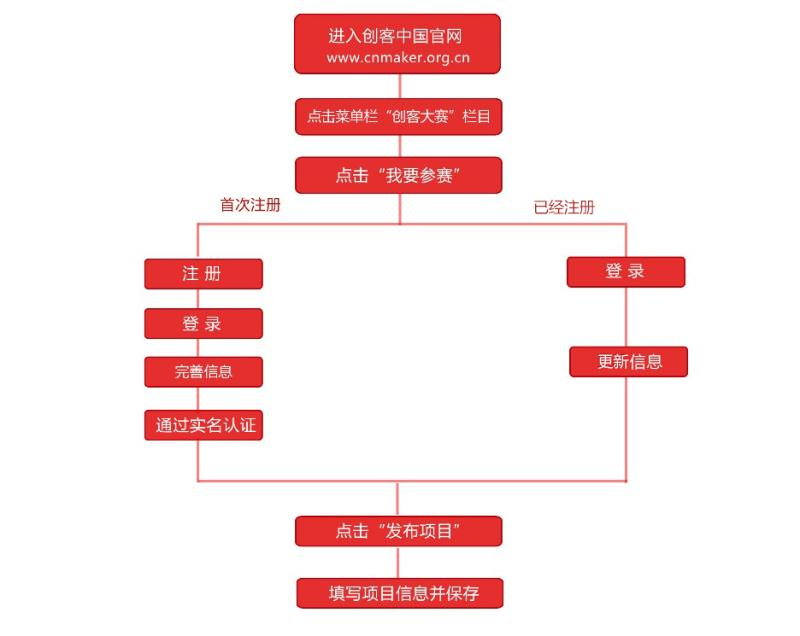 进入创客中国官网
www.cnmaker.org.cn
点击菜单栏“创客大赛”栏目
点击“我要参赛”
首次注册
已经注册
注 册
登 录
完善信息
通过实名认证
登 录
更新信息
点击“发布项目”
填写项目信息并保存